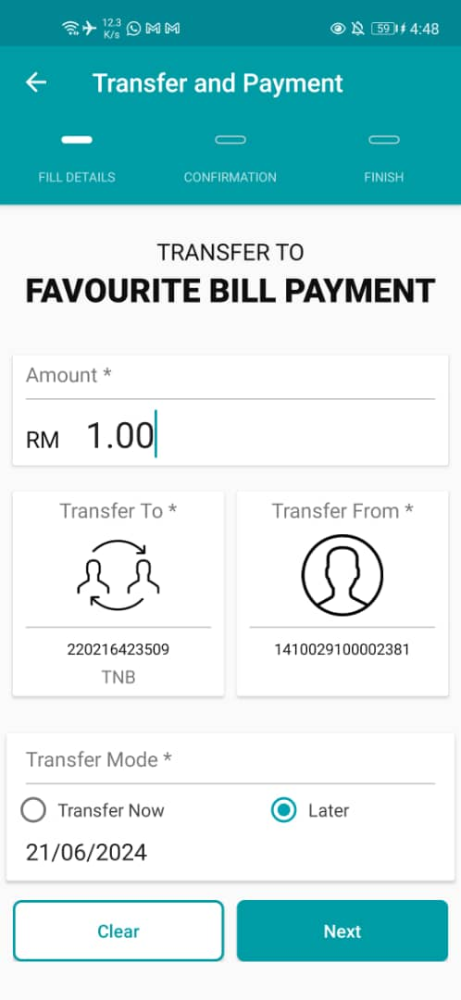 12.3
K/s
59
4:48
Transfer and Payment
FILL DETAILS
CONFIRMATION
FINISH
TRANSFER TO
FAVOURITE BILL PAYMENT
Amount *
RM 1.00
Transfer To *
Transfer From *
220216423509
1410029100002381
TNB
Transfer Mode *
Transfer Now
Later
21/06/2024
Clear
Next